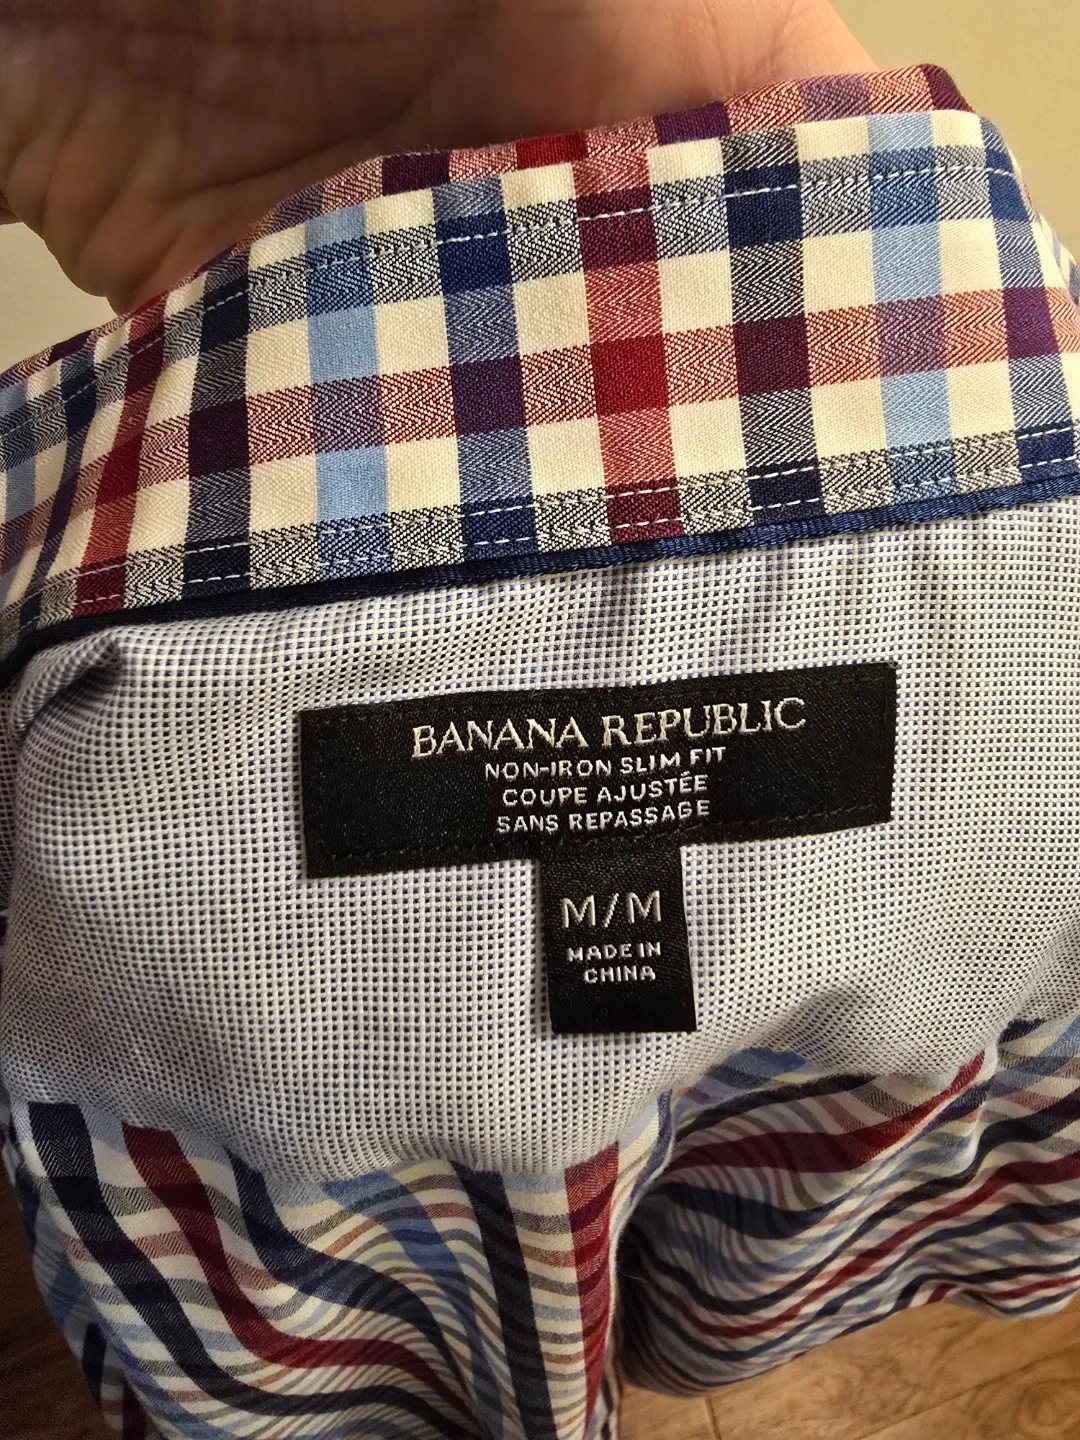 BANANA REPUBLIC
NON-IRON SLIM FIT
COUPE AJUSTÉE
SANS REPASSAGE
M/M
MADE IN
CHINA